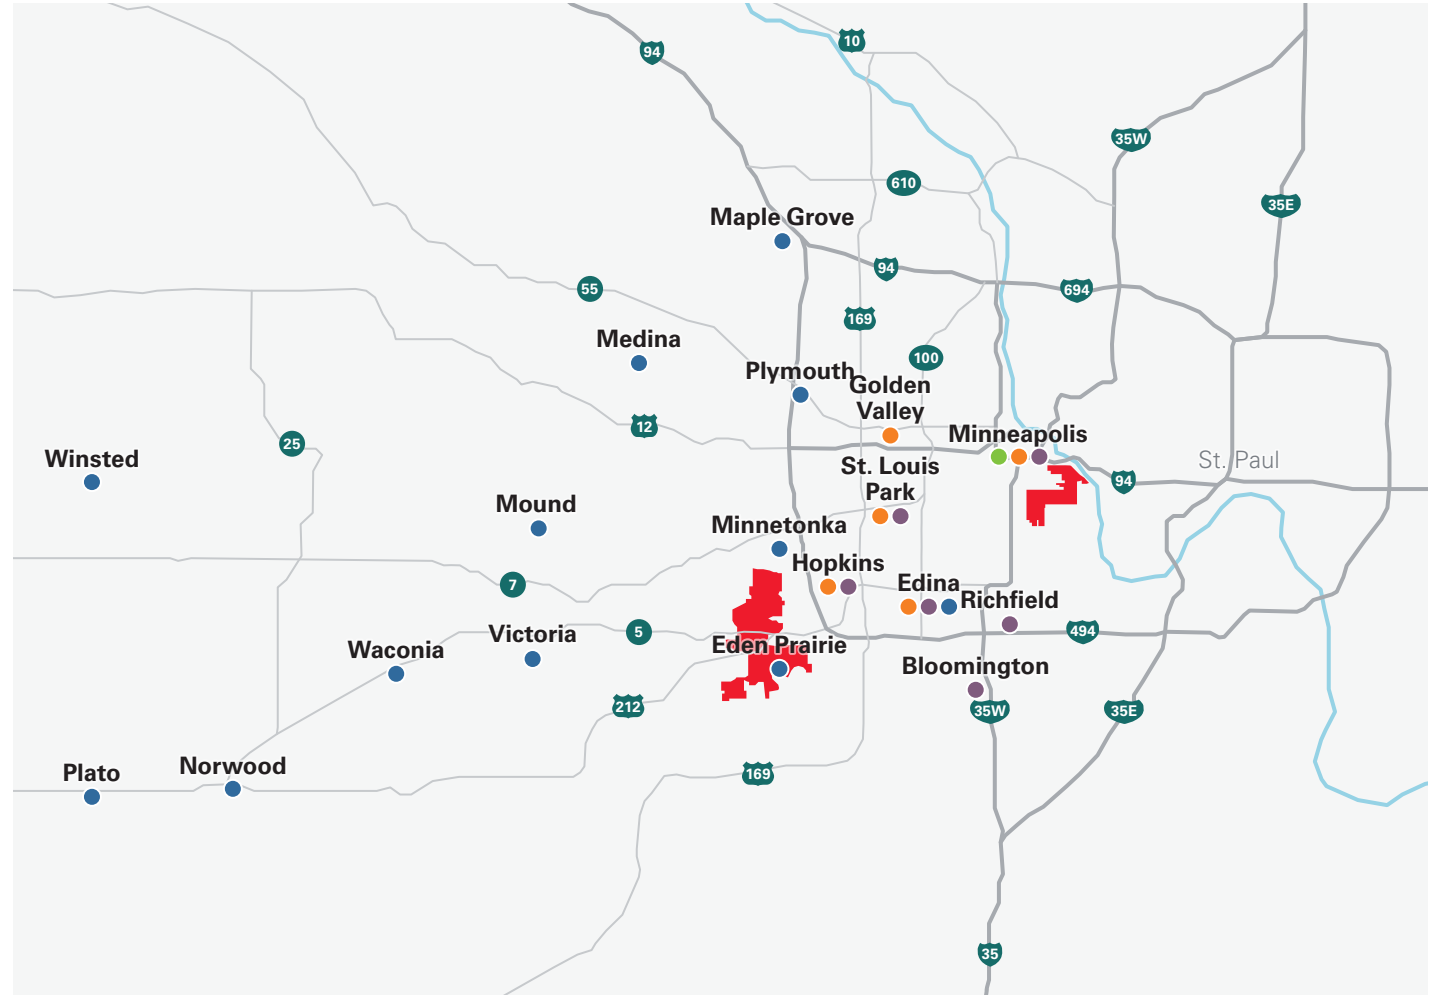 10
94
35W
610
35E
Maple Grove
94
55
694
169
Medina
100
Plymouth
Golden
Valley
12
Minneapolis
25
Winsted
St. Louis
Park
St. Paul
94
Mound
Minnetonka
Hopkins
7
Edina
Richfield
Victoria
5
494
Waconia
Eden Prairie
Bloomington
212
35W
35E
Plato
Norwood
169
35